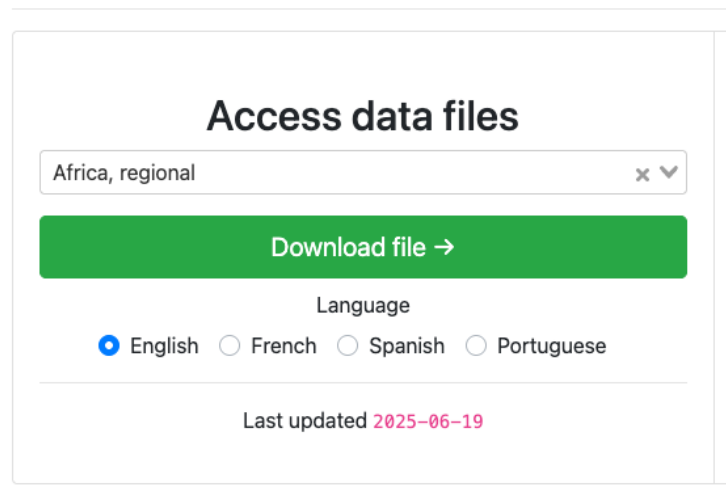 Access data files
Africa, regional
Download file →
Language
English French Spanish Portuguese
Last updated 2025-06-19